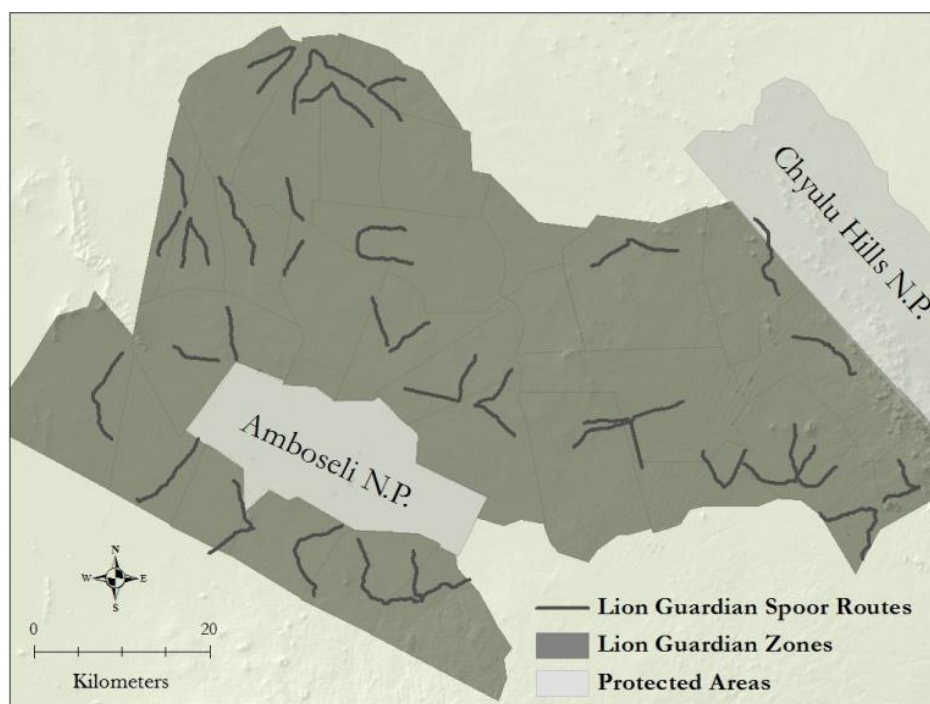 Chyulu Hills N.P.
Amboseli N.P.
N
W E
S
0 20
Kilometers
Lion Guardian Spoor Routes
Lion Guardian Zones
Protected Areas